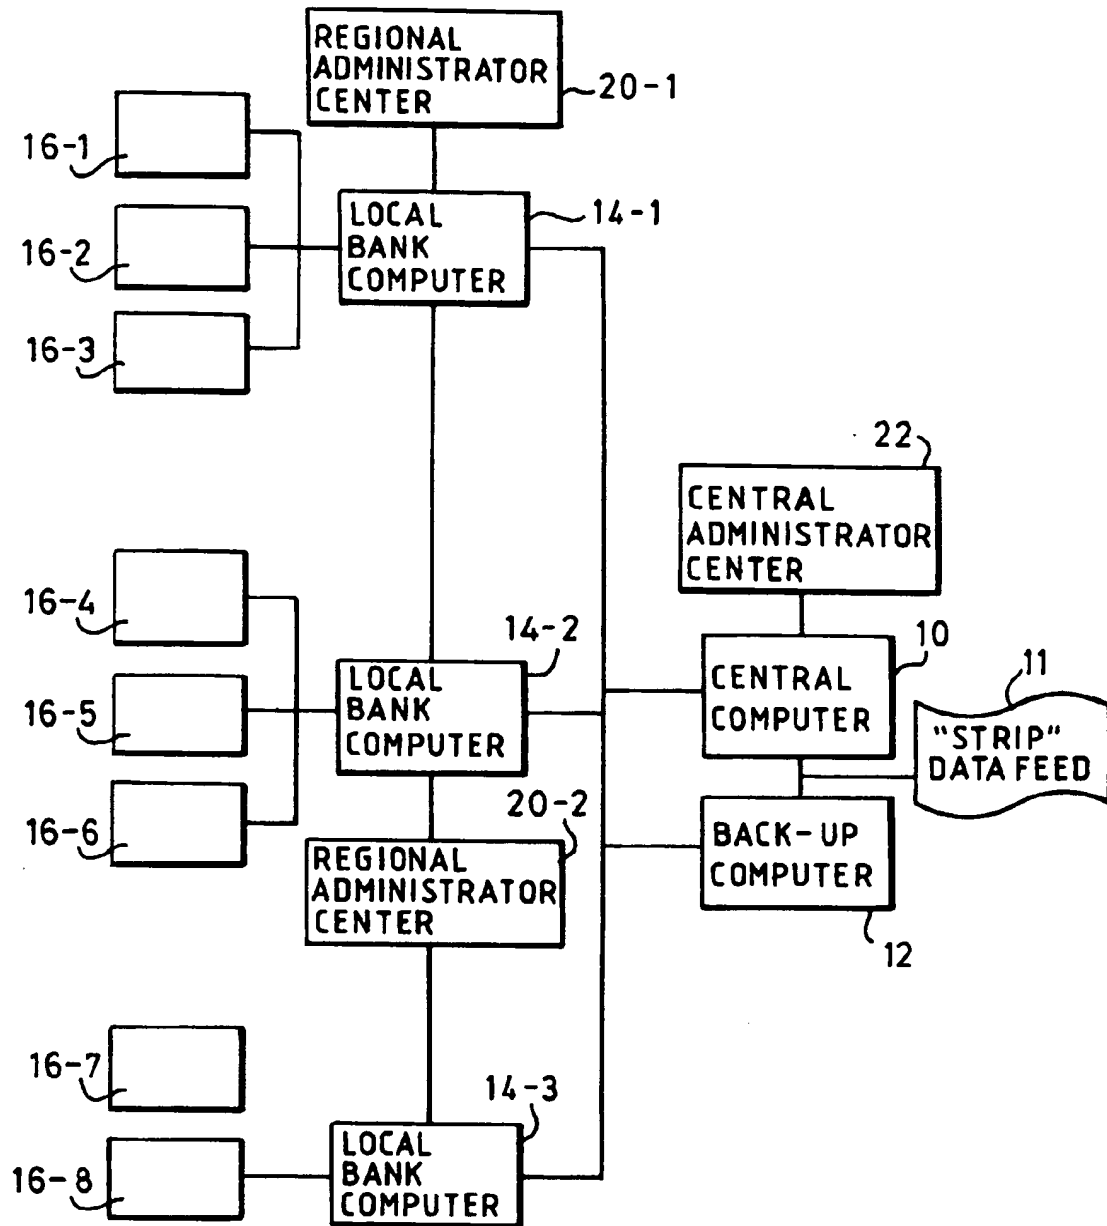 REGIONAL
ADMINISTRATOR
CENTER
20-1
16-1
LOCAL
BANK
COMPUTER
14-1
16-2
16-3
22
CENTRAL
ADMINISTRATOR
CENTER
16-4
14-2
10
11
LOCAL
BANK
COMPUTER
CENTRAL
COMPUTER
16-5
"STRIP"
DATA FEED
20-2
16-6
BACK-UP
COMPUTER
REGIONAL
ADMINISTRATOR
CENTER
12
16-7
14-3
LOCAL
BANK
COMPUTER
16-8